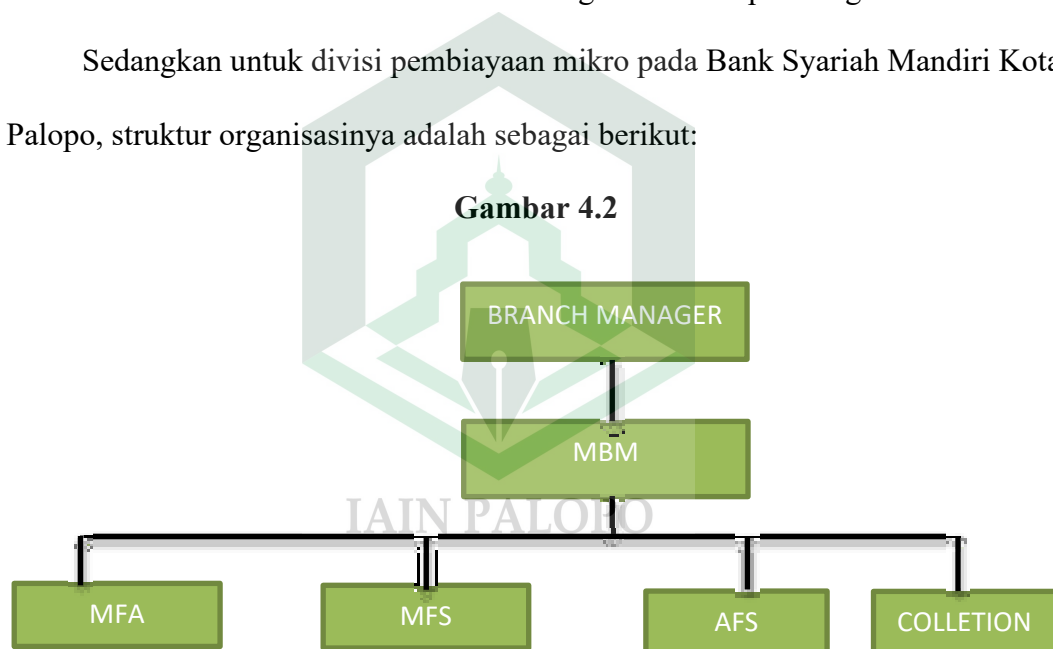 Sedangkan untuk divisi pembiayaan mikro pada Bank Syariah Mandiri Kota
Palopo, struktur organisasinya adalah sebagai berikut:
Gambar 4.2
BRANCH MANAGER
MBM
IAIN PALOPO
MFA MFS AFS COLLETION